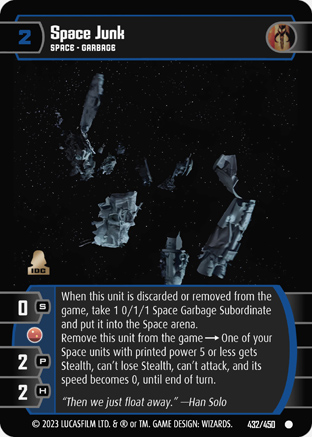 2
Space Junk
SPACE - GARBAGE
IDC
0 S
2 P
2 H
When this unit is discarded or removed from the
game, take 1 0/1/1 Space Garbage Subordinate
and put it into the Space arena.
Remove this unit from the game → One of your
Space units with printed power 5 or less gets
Stealth, can't lose Stealth, can't attack, and its
speed becomes 0, until end of turn.
“Then we just float away.” —Han Solo
© 2023 LUCASFILM LTD. & ® or TM. GAME DESIGN: WIZARDS. 432/450